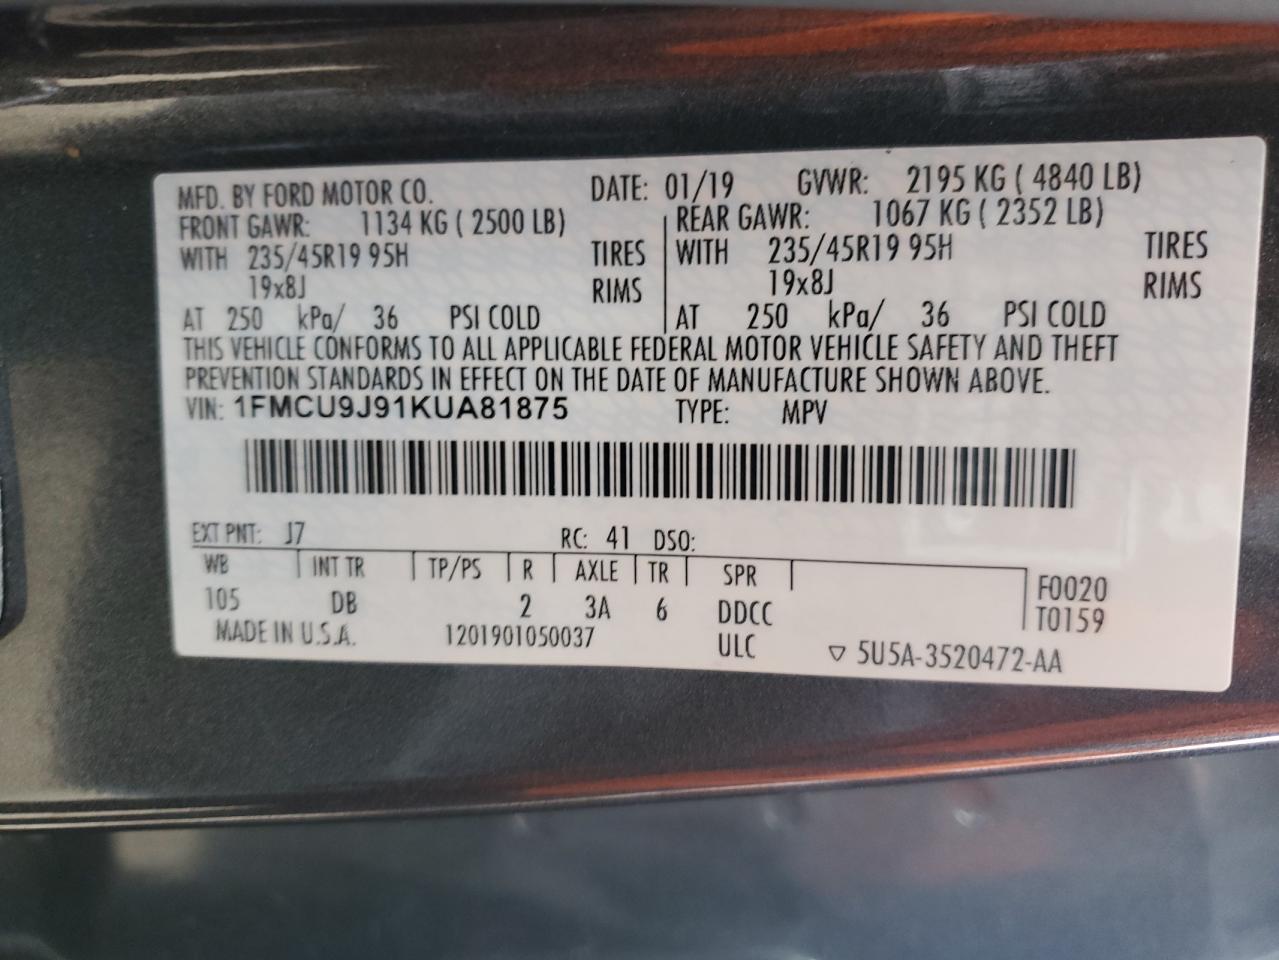 MFD. BY FORD MOTOR CO. DATE: 01/19 GVWR: 2195 KG ( 4840 LB)
FRONT GAWR: 1134 KG ( 2500 LB) REAR GAWR: 1067 KG ( 2352 LB)
WITH 235/45R19 95H TIRES WITH 235/45R19 95H TIRES
19x8J RIMS 19x8J RIMS
AT 250 kPa/ 36 PSI COLD AT 250 kPa/ 36 PSI COLD
THIS VEHICLE CONFORMS TO ALL APPLICABLE FEDERAL MOTOR VEHICLE SAFETY AND THEFT
PREVENTION STANDARDS IN EFFECT ON THE DATE OF MANUFACTURE SHOWN ABOVE.
VIN: 1FMCU9J91KUA81875 TYPE: MPV
EXT PNT: J7 RC: 41 DSO:
WB INT TR TP/PS R AXLE TR SPR F0020
105 DB 2 3A 6 DDCC T0159
MADE IN U.S.A. 1201901050037 ULC ▽ 5U5A-3520472-AA